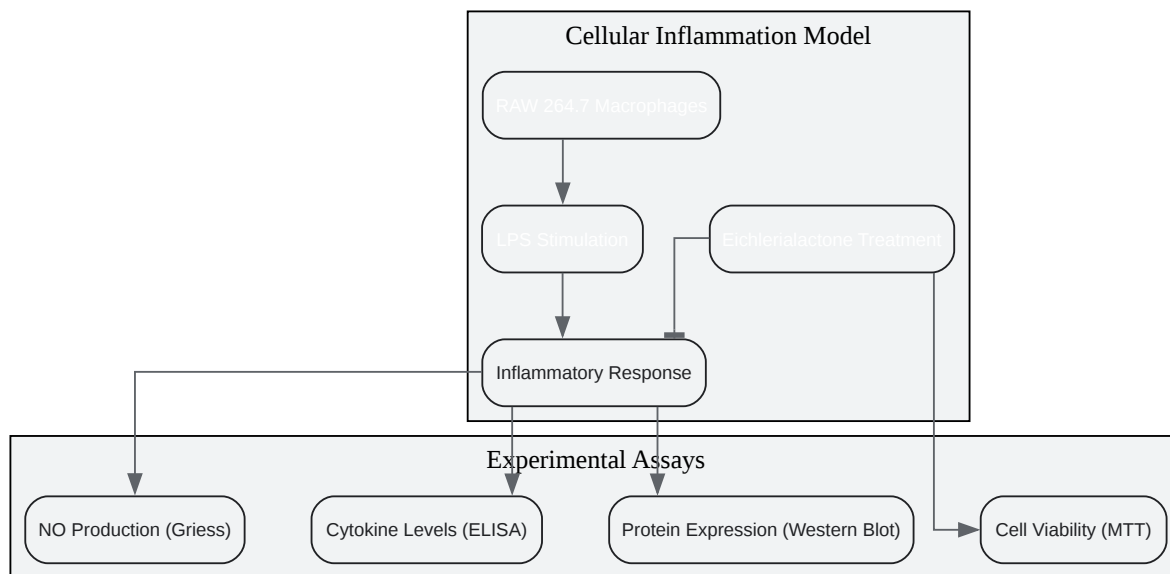 Cellular Inflammation Model
RAW 264.7 Macrophages
LPS Stimulation
Eichlerialactone Treatment
Inflammatory Response
Experimental Assays
NO Production (Griess)
Cytokine Levels (ELISA)
Protein Expression (Western Blot)
Cell Viability (MTT)